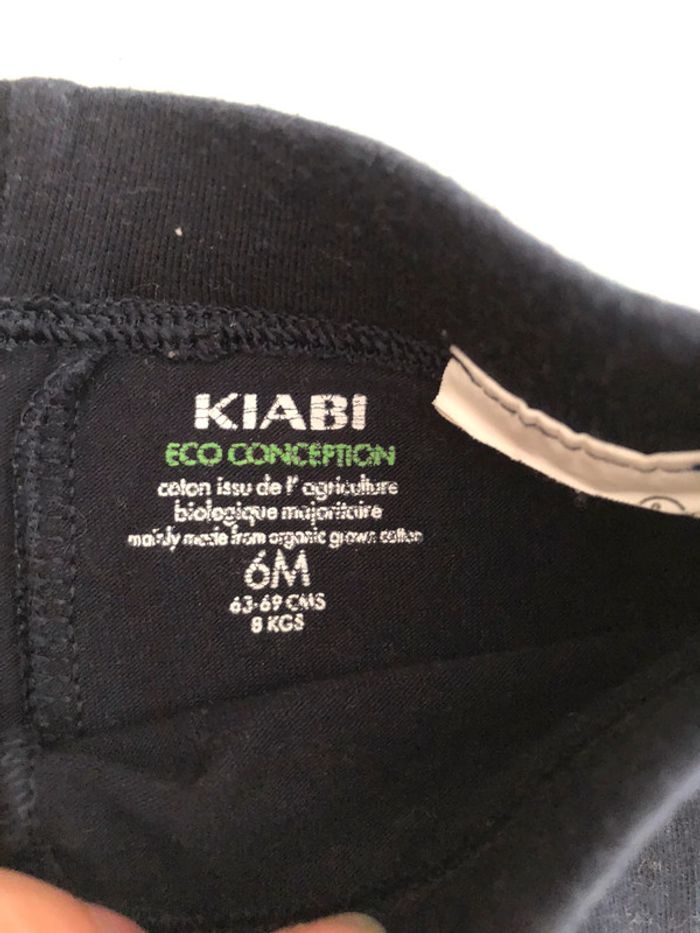 KIABI
ECO CONCEPTION
coton issu de l' agriculture
biologique majoritaire
mainly made from organic grown cotton
6M
63-69 CMS
8 KGS